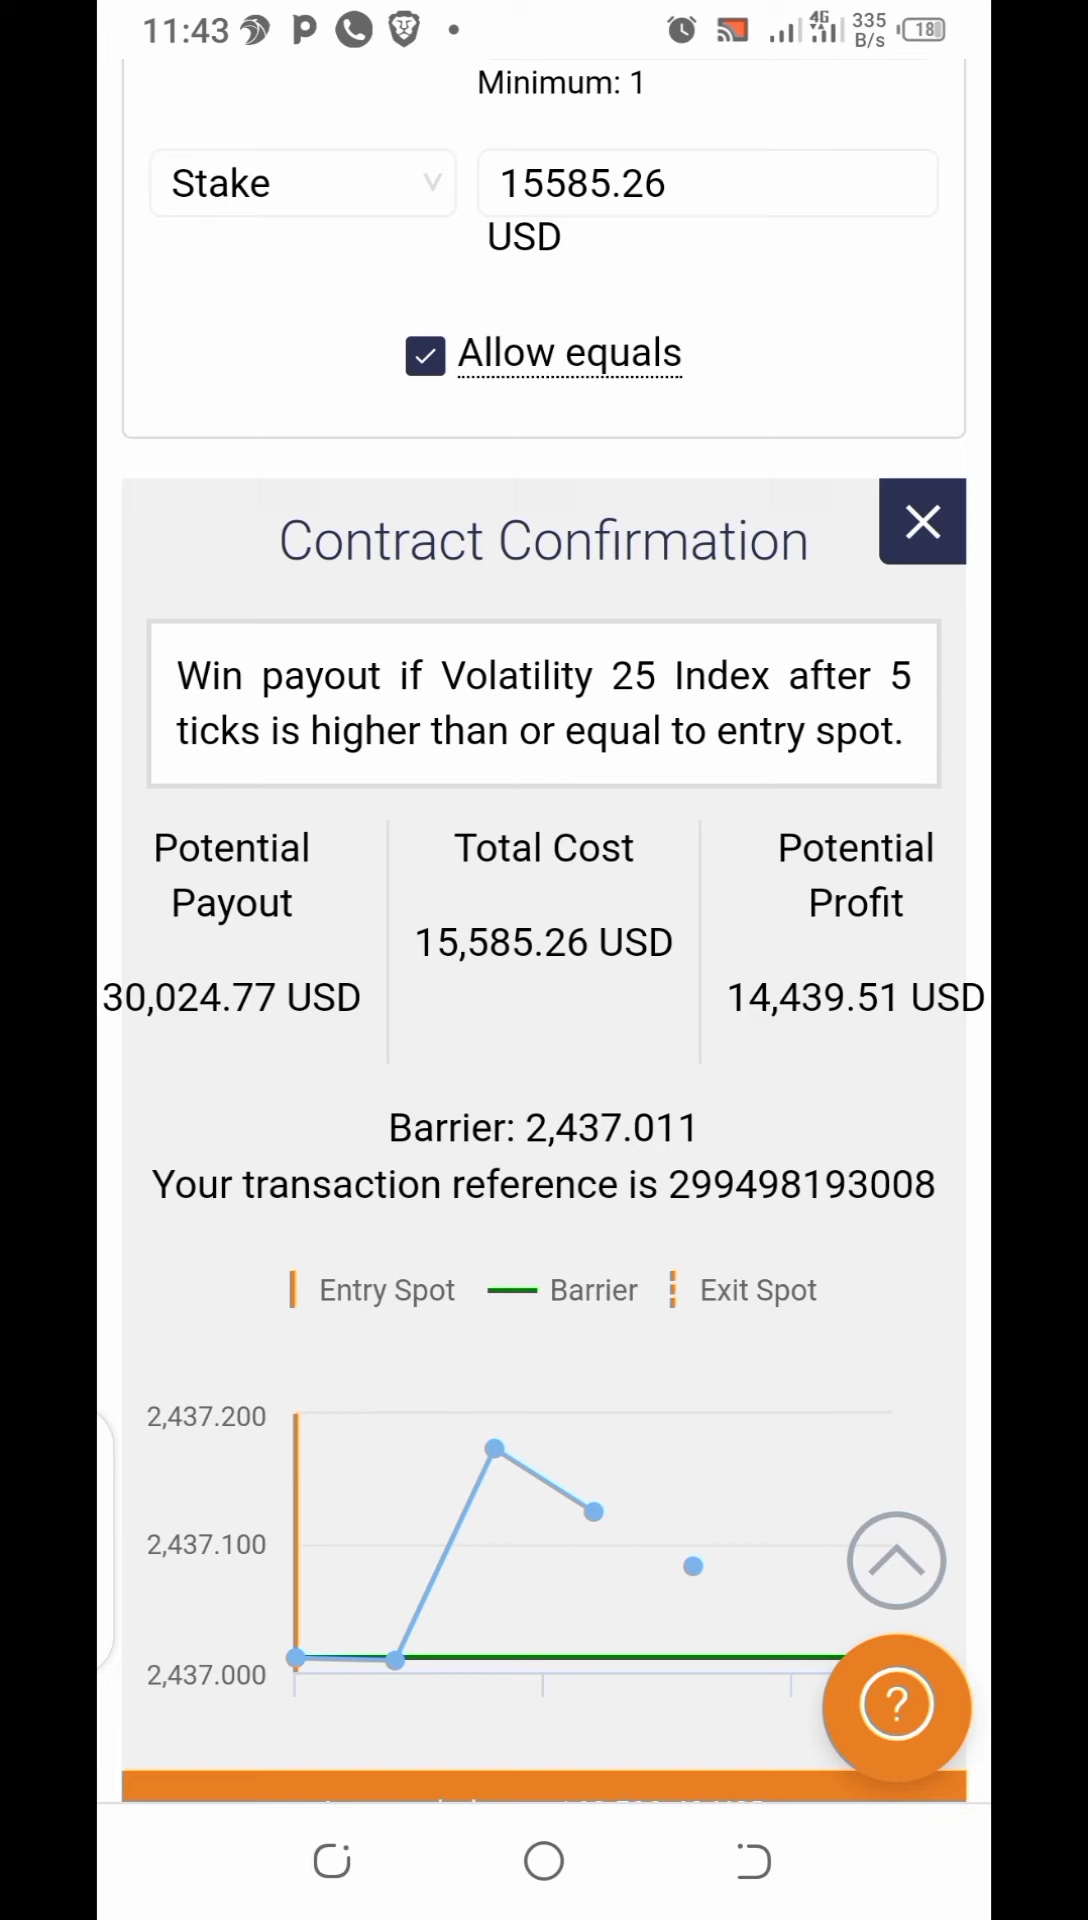 11:43
4G
335
B/s
18
Minimum: 1
Stake
15585.26
USD
Allow equals
Contract Confirmation
Win payout if Volatility 25 Index after 5
ticks is higher than or equal to entry spot.
Potential
Payout
30,024.77 USD
Total Cost
15,585.26 USD
Potential
Profit
14,439.51 USD
Barrier: 2,437.011
Your transaction reference is 299498193008
Entry Spot
Barrier
Exit Spot
2,437.200
2,437.100
2,437.000
?